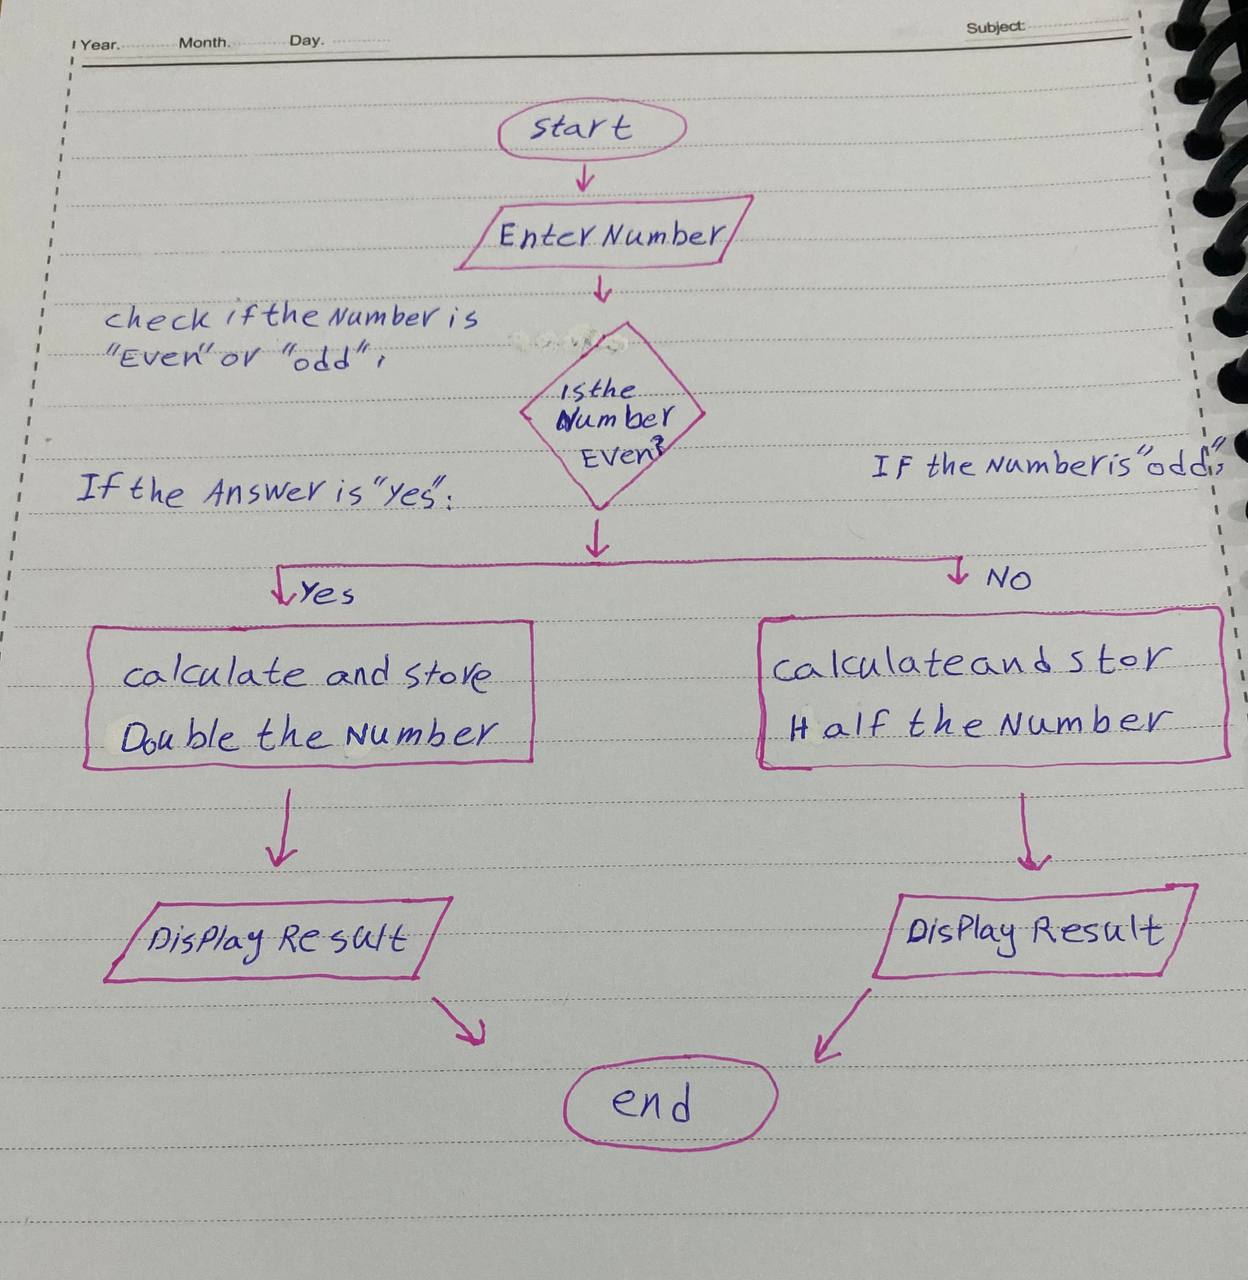 Year. Month. Day. Subject:
start
Enter Number
check if the Number is
"Even" or "odd",
Is the
Number
Even?
If the Answer is "yes":
IF the Number is "odd",
Yes
NO
calculate and store
Double the Number
calculate and stor
Half the Number
Display Result
Display Result
end